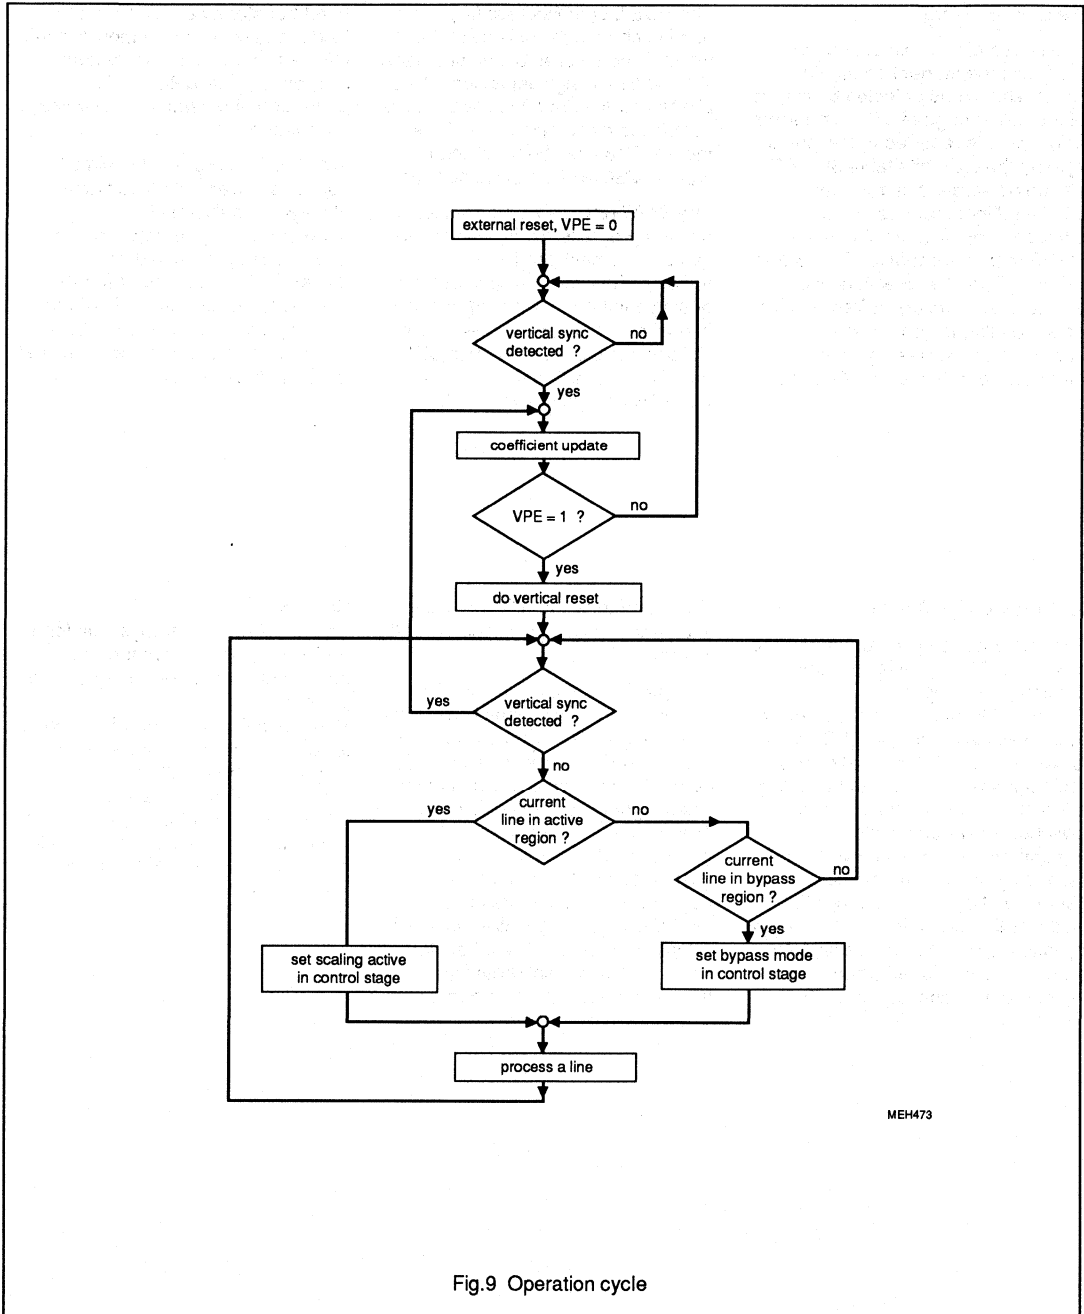 external reset, VPE = 0
vertical sync
detected ?
no
yes
coefficient update
VPE = 1 ?
no
yes
do vertical reset
yes
vertical sync
detected ?
no
yes
current
line in active
region ?
no
current
line in bypass
region ?
no
yes
set scaling active
in control stage
set bypass mode
in control stage
process a line
MEH473
Fig.9 Operation cycle